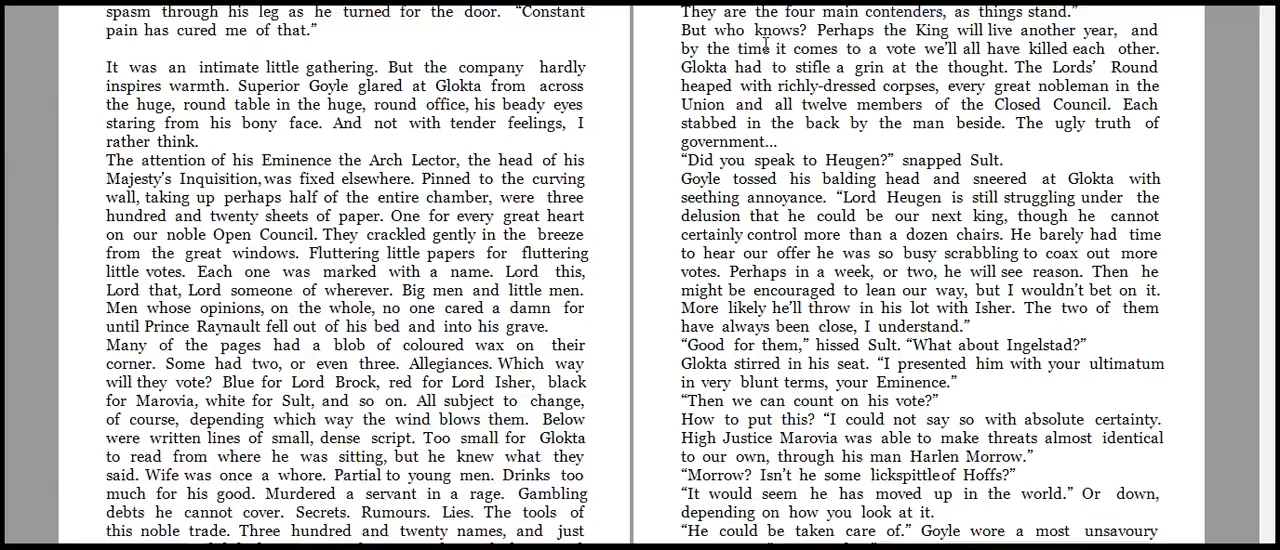 spasm through his leg as he turned for the door. “Constant
pain has cured me of that.”
It was an intimate little gathering. But the company hardly
inspires warmth. Superior Goyle glared at Glokta from across
the huge, round table in the huge, round office, his beady eyes
staring from his bony face. And not with tender feelings, I
rather think.
The attention of his Eminence the Arch Lector, the head of his
Majesty’s Inquisition, was fixed elsewhere. Pinned to the curving
wall, taking up perhaps half of the entire chamber, were three
hundred and twenty sheets of paper. One for every great heart
on our noble Open Council. They crackled gently in the breeze
from the great windows. Fluttering little papers for fluttering
little votes. Each one was marked with a name. Lord this,
Lord that, Lord someone of wherever. Big men and little men.
Men whose opinions, on the whole, no one cared a damn for
until Prince Raynault fell out of his bed and into his grave.
Many of the pages had a blob of coloured wax on their
corner. Some had two, or even three. Allegiances. Which way
will they vote? Blue for Lord Brock, red for Lord Isher, black
for Marovia, white for Sult, and so on. All subject to change,
of course, depending which way the wind blows them. Below
were written lines of small, dense script. Too small for Glokta
to read from where he was sitting, but he knew what they
said. Wife was once a whore. Partial to young men. Drinks too
much for his good. Murdered a servant in a rage. Gambling
debts he cannot cover. Secrets. Rumours. Lies. The tools of
this noble trade. Three hundred and twenty names, and just
They are the four main contenders, as things stand.”
But who knows? Perhaps the King will live another year, and
by the time it comes to a vote we’ll all have killed each other.
Glokta had to stifle a grin at the thought. The Lords’ Round
heaped with richly-dressed corpses, every great nobleman in the
Union and all twelve members of the Closed Council. Each
stabbed in the back by the man beside. The ugly truth of
government...
“Did you speak to Heugen?” snapped Sult.
Goyle tossed his balding head and sneered at Glokta with
seething annoyance. “Lord Heugen is still struggling under the
delusion that he could be our next king, though he cannot
certainly control more than a dozen chairs. He barely had time
to hear our offer he was so busy scrabbling to coax out more
votes. Perhaps in a week, or two, he will see reason. Then he
might be encouraged to lean our way, but I wouldn’t bet on it.
More likely he’ll throw in his lot with Isher. The two of them
have always been close, I understand.”
“Good for them,” hissed Sult. “What about Ingelstad?”
Glokta stirred in his seat. “I presented him with your ultimatum
in very blunt terms, your Eminence.”
“Then we can count on his vote?”
How to put this? “I could not say so with absolute certainty.
High Justice Marovia was able to make threats almost identical
to our own, through his man Harlen Morrow.”
“Morrow? Isn’t he some lickspittle of Hoffs?”
“It would seem he has moved up in the world.” Or down,
depending on how you look at it.
“He could be taken care of.” Goyle wore a most unsavoury